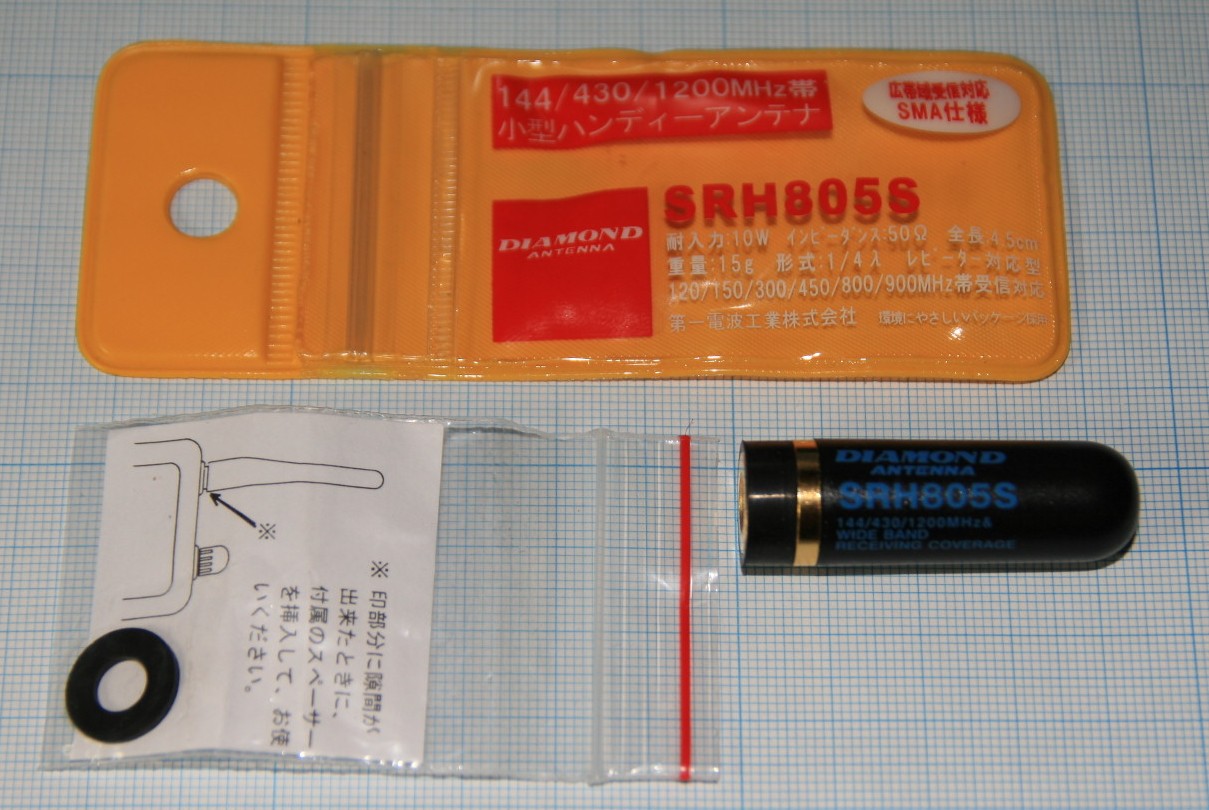 144/430/1200MHz帯
小型ハンディーアンテナ
広帯域受信対応
SMA仕様
DIAMOND
ANTENNA
SRH805S
耐入力:10W インピーダンス:50Ω 全長4.5cm
重量:15g 形式:1/4λ レピーター対応型
120/150/300/450/800/900MHz帯受信対応
第一電波工業株式会社 環境にやさしいパッケージ採用
※
※印部分に隙間が
出来たときに、
付属のスペーサー
を挿入して、お使
いください。
DIAMOND
ANTENNA
SRH805S
144/430/1200MHz&
WIDE BAND
RECEIVING COVERAGE